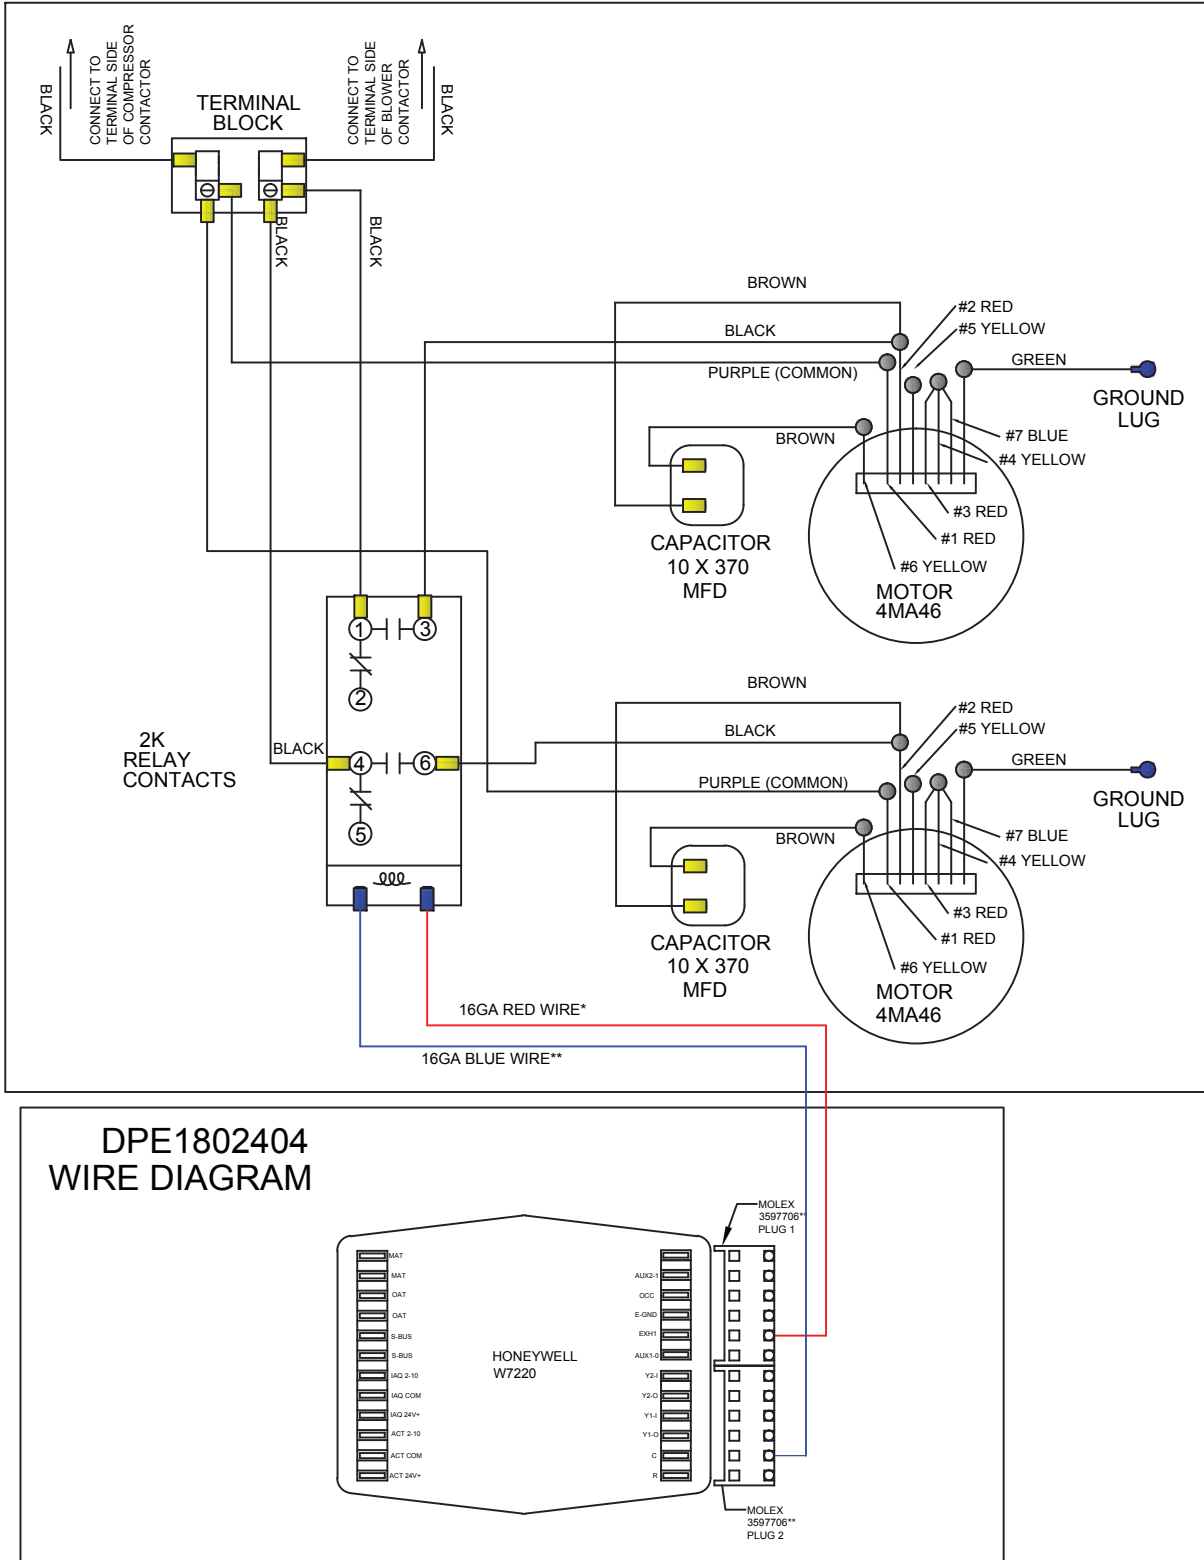 BLACK
CONNECT TO
TERMINAL SIDE
OF COMPRESSOR
CONTACTOR
TERMINAL
BLOCK
CONNECT TO
TERMINAL SIDE
OF BLOWER
CONTACTOR
BLACK
BLACK
BLACK
BROWN
#2 RED
BLACK
#5 YELLOW
PURPLE (COMMON)
GREEN
GROUND
LUG
BROWN
#7 BLUE
#4 YELLOW
#3 RED
#1 RED
#6 YELLOW
CAPACITOR
10 X 370
MFD
MOTOR
4MA46
1
3
2
2K
RELAY
CONTACTS
BLACK
4
6
5
BROWN
#2 RED
BLACK
#5 YELLOW
GREEN
PURPLE (COMMON)
GROUND
LUG
BROWN
#7 BLUE
#4 YELLOW
#3 RED
#1 RED
#6 YELLOW
CAPACITOR
10 X 370
MFD
MOTOR
4MA46
16GA RED WIRE*
16GA BLUE WIRE**
DPE1802404
WIRE DIAGRAM
MOLEX
3597706**
PLUG 1
MAT
MAT
OAT
OAT
S-BUS
S-BUS
IAQ 2-10
IAQ COM
IAQ 24V+
ACT 2-10
ACT COM
ACT 24V+
HONEYWELL
W7220
AUX2-1
OCC
E-GND
EXH1
AUX1-0
Y2-I
Y2-O
Y1-I
Y1-O
C
R
MOLEX
3597706**
PLUG 2